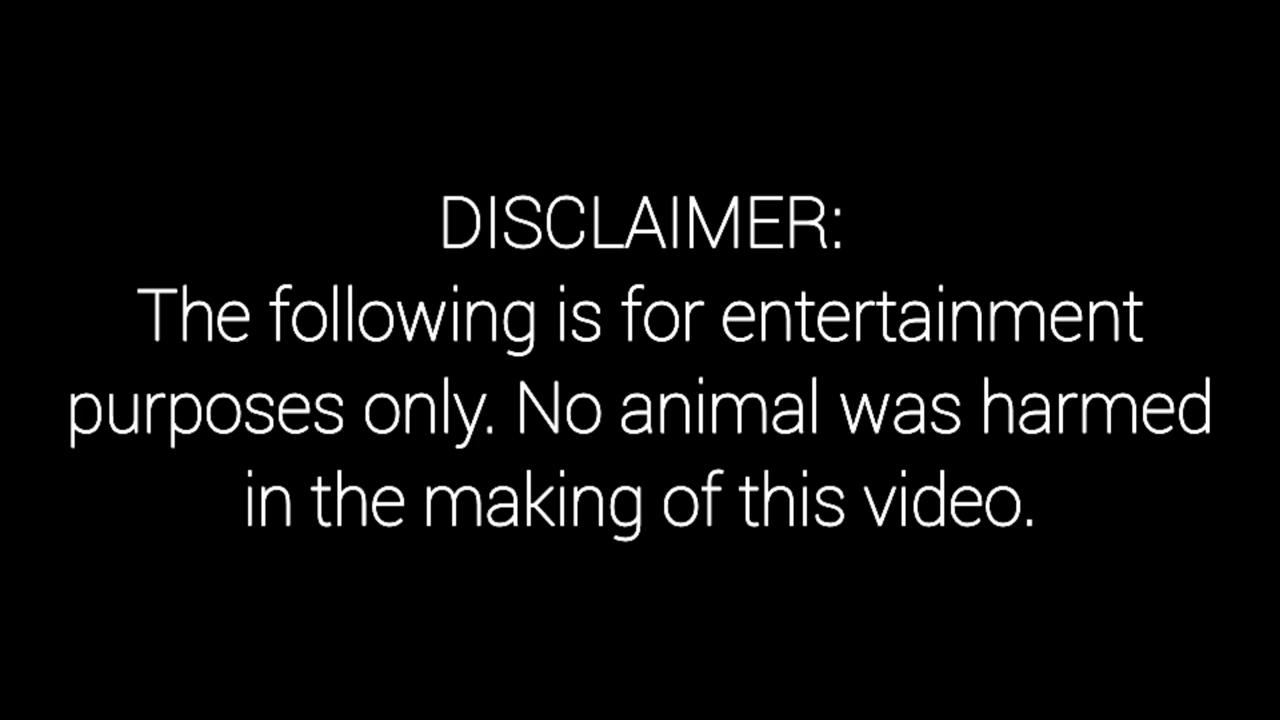 DISCLAIMER:
The following is for entertainment
purposes only. No animal was harmed
in the making of this video.